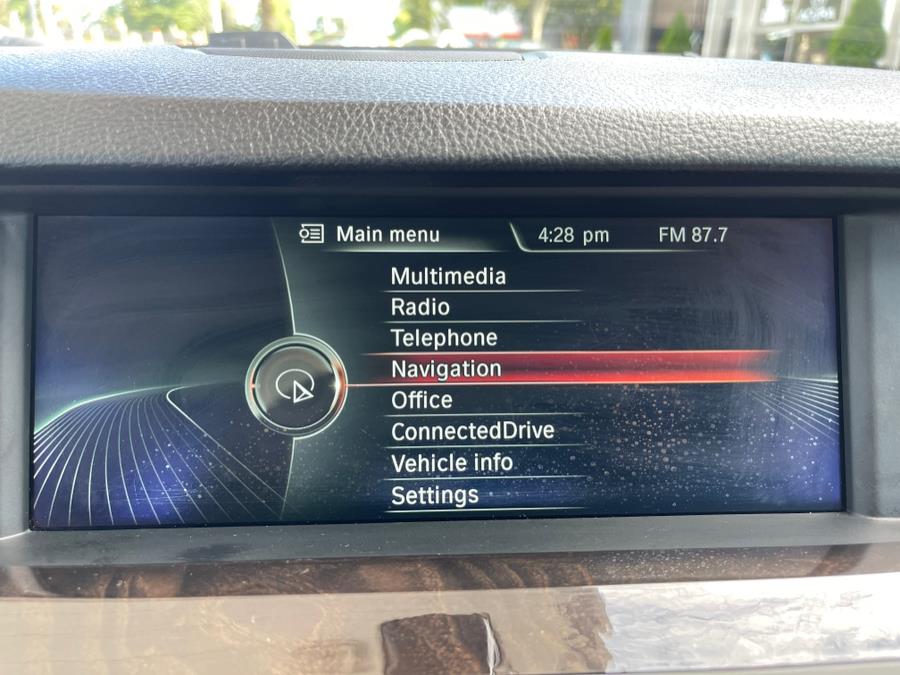 Main menu 4:28 pm FM 87.7
Multimedia
Radio
Telephone
Navigation
Office
ConnectedDrive
Vehicle info
Settings